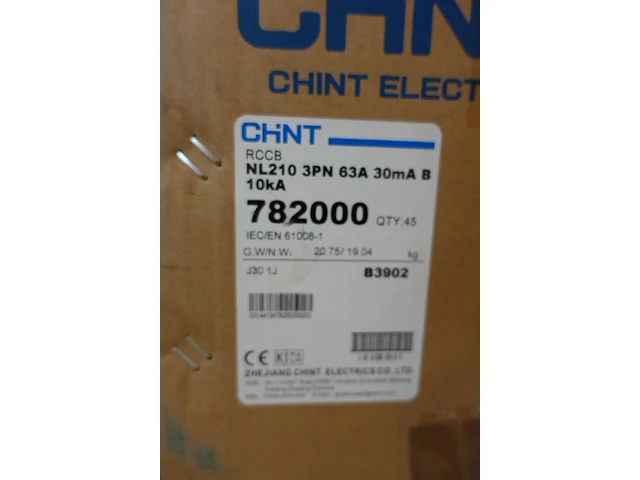 CHNT
CHINT ELECT
CHNT
RCCB
NL210 3PN 63A 30mA B
10kA
782000 QTY:45
IEC/EN 61008-1
G.W/N.W: 20.75/19.04 kg
J30 1J B3902
CE KEMA
ZHEJIANG CHINT ELECTRICS CO., LTD.